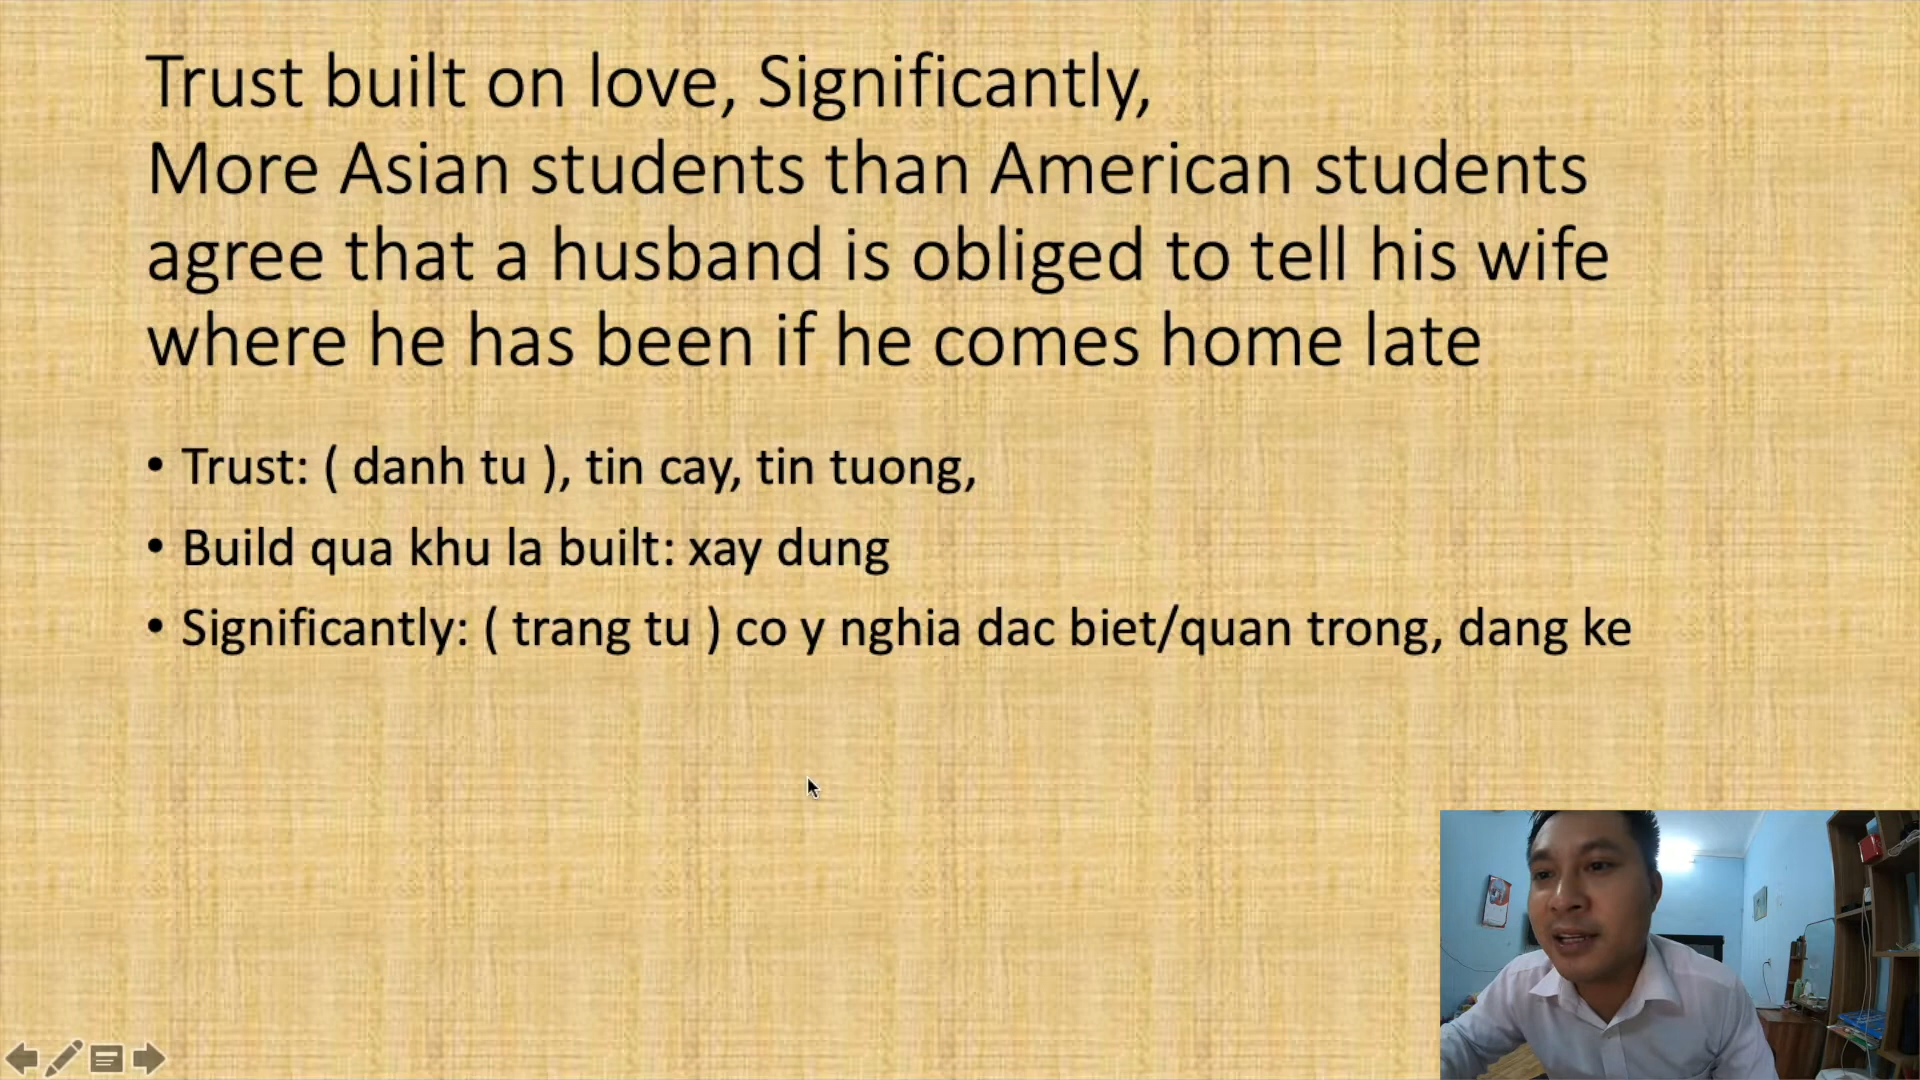 Trust built on love, Significantly,
More Asian students than American students
agree that a husband is obliged to tell his wife
where he has been if he comes home late
• Trust: ( danh tu ), tin cay, tin tuong,
• Build qua khu la built: xay dung
• Significantly: ( trang tu ) co y nghia dac biet/quan trong, dang ke